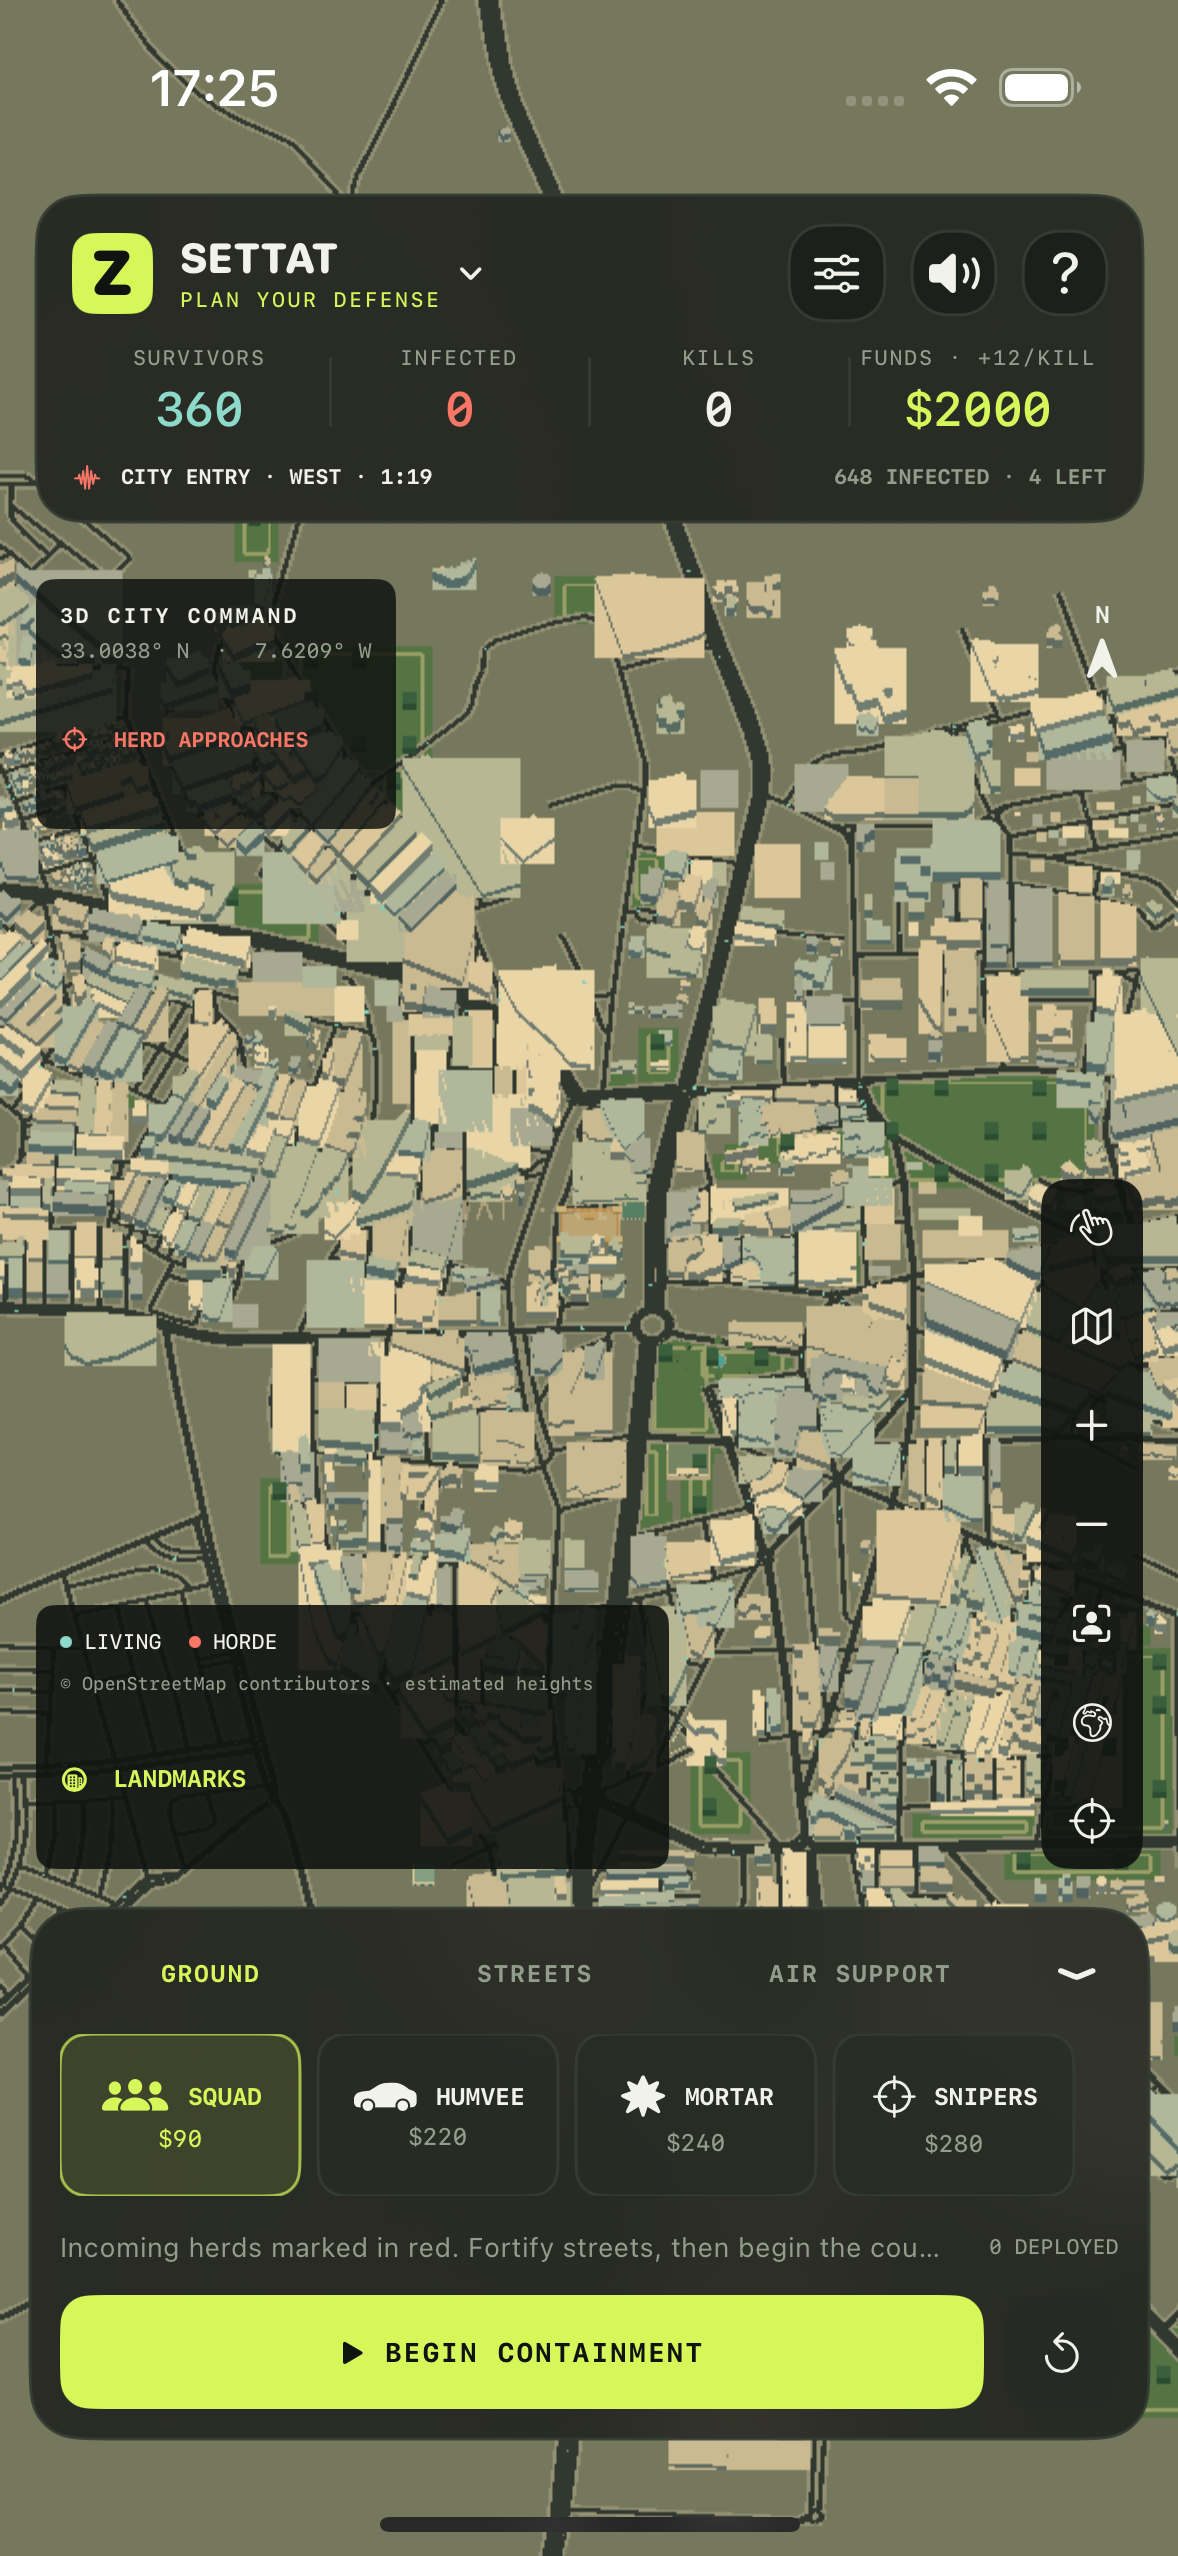 17:25
Z
SETTAT
PLAN YOUR DEFENSE
?
SURVIVORS
360
INFECTED
0
KILLS
0
FUNDS · +12/KILL
$2000
CITY ENTRY · WEST · 1:19
648 INFECTED · 4 LEFT
3D CITY COMMAND
33.0038° N · 7.6209° W
HERD APPROACHES
N
LIVING
HORDE
© OpenStreetMap contributors · estimated heights
LANDMARKS
GROUND
STREETS
AIR SUPPORT
SQUAD
$90
HUMVEE
$220
MORTAR
$240
SNIPERS
$280
Incoming herds marked in red. Fortify streets, then begin the cou...
0 DEPLOYED
BEGIN CONTAINMENT